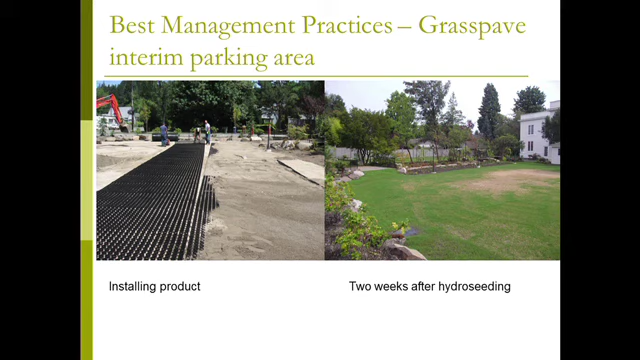 Best Management Practices – Grasspave
interim parking area
Installing product
Two weeks after hydroseeding